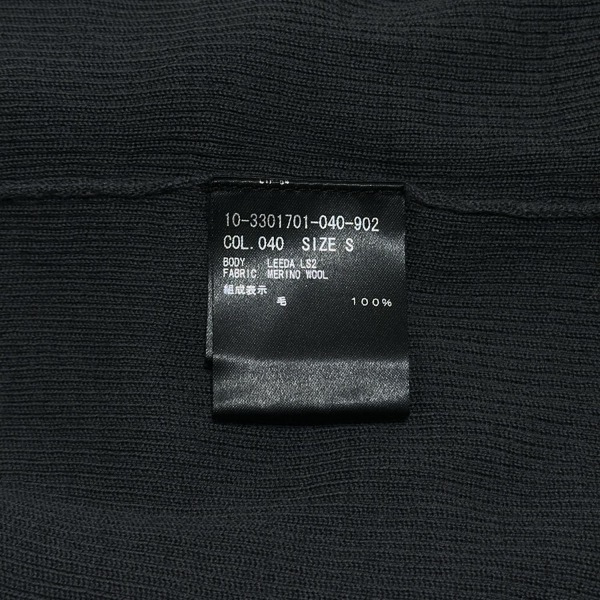 10-3301701-040-902
COL.040 SIZE S
BODY LEEDA LS2
FABRIC MERINO WOOL
組成表示
毛 100%